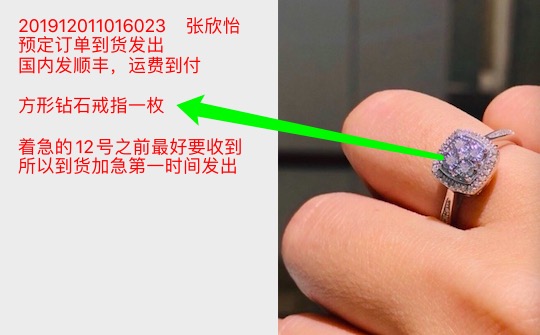 201912011016023 张欣怡
预定订单到货发出
国内发顺丰，运费到付
方形钻石戒指一枚
着急的12号之前最好要收到
所以到货加急第一时间发出